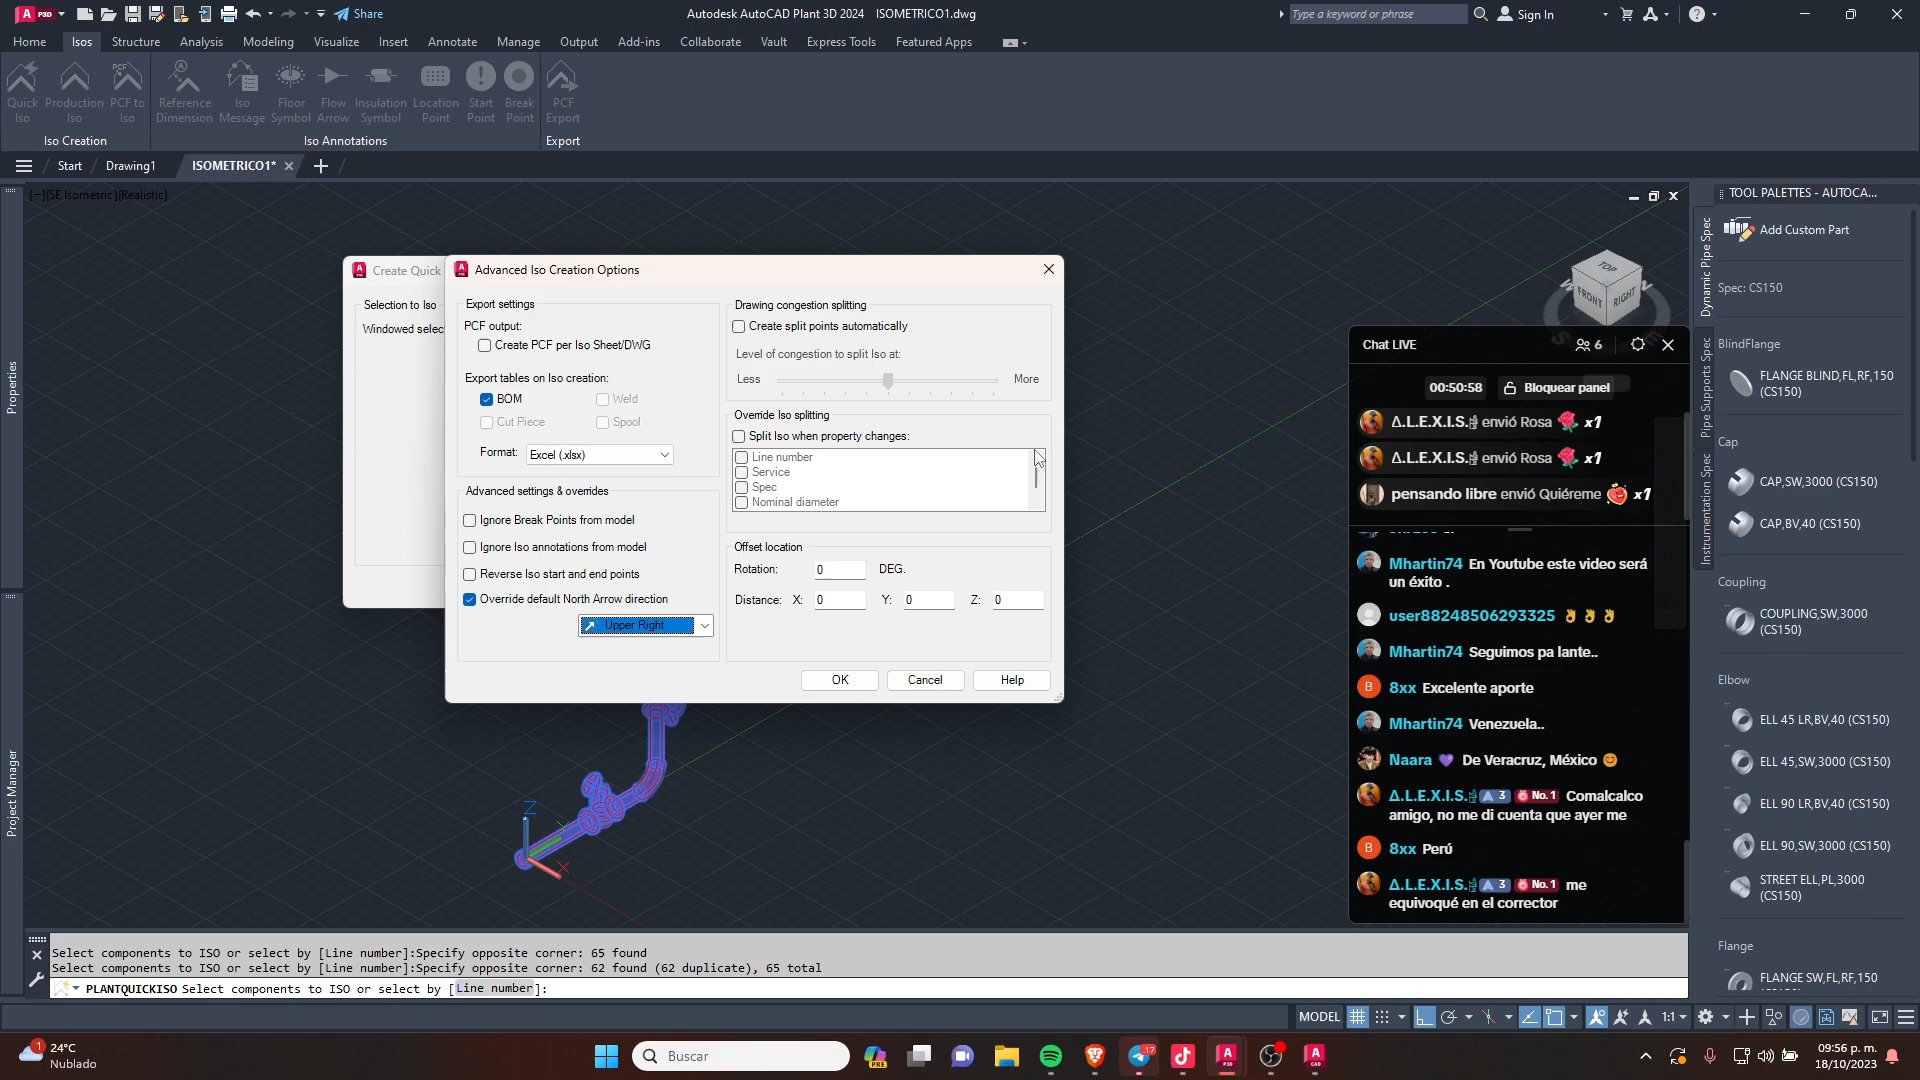 P3D
Share
Autodesk AutoCAD Plant 3D 2024 ISOMETRICO1.dwg
Type a keyword or phrase
Sign In
Home Isos Structure Analysis Modeling Visualize Insert Annotate Manage Output Add-ins Collaborate Vault Express Tools Featured Apps
Quick Iso
Production Iso
PCF to Iso
Reference Dimension
Iso Message
Floor Symbol
Flow Arrow
Insulation Symbol
Location Point
Start Point
Break Point
PCF Export
Iso Creation
Iso Annotations
Export
Start
Drawing1
ISOMETRICO1*
[−][SE Isometric][Realistic]
Properties
Project Manager
Create Quick
Selection to Iso
Windowed selec
Advanced Iso Creation Options
Export settings
PCF output:
Create PCF per Iso Sheet/DWG
Export tables on Iso creation:
BOM
Weld
Cut Piece
Spool
Format: Excel (.xlsx)
Advanced settings & overrides
Ignore Break Points from model
Ignore Iso annotations from model
Reverse Iso start and end points
Override default North Arrow direction
Upper Right
Drawing congestion splitting
Create split points automatically
Level of congestion to split Iso at:
Less
More
Override Iso splitting
Split Iso when property changes:
Line number
Service
Spec
Nominal diameter
Offset location
Rotation: 0 DEG.
Distance: X: 0 Y: 0 Z: 0
OK
Cancel
Help
TOP
FRONT
RIGHT
Z
Y
X
Chat LIVE
6
00:50:58
Bloquear panel
Δ.L.E.X.I.S. envió Rosa x1
Δ.L.E.X.I.S. envió Rosa x1
pensando libre envió Quiéreme x1
Mhartin74 En Youtube este video será
un éxito .
user88248506293325 👌👌👌
Mhartin74 Seguimos pa lante..
8xx Excelente aporte
Mhartin74 Venezuela..
Naara 💜 De Veracruz, México 😊
Δ.L.E.X.I.S. 3 No. 1 Comalcalco
amigo, no me di cuenta que ayer me
8xx Perú
Δ.L.E.X.I.S. 3 No. 1 me
equivoqué en el corrector
TOOL PALETTES - AUTOCA...
Dynamic Pipe Spec
Pipe Supports Spec
Instrumentation Spec
Add Custom Part
Spec: CS150
BlindFlange
FLANGE BLIND,FL,RF,150
(CS150)
Cap
CAP,SW,3000 (CS150)
CAP,BV,40 (CS150)
Coupling
COUPLING,SW,3000
(CS150)
Elbow
ELL 45 LR,BV,40 (CS150)
ELL 45,SW,3000 (CS150)
ELL 90 LR,BV,40 (CS150)
ELL 90,SW,3000 (CS150)
STREET ELL,PL,3000
(CS150)
Flange
FLANGE SW,FL,RF,150
Select components to ISO or select by [Line number]:Specify opposite corner: 65 found
Select components to ISO or select by [Line number]:Specify opposite corner: 62 found (62 duplicate), 65 total
PLANTQUICKISO Select components to ISO or select by [Line number]:
MODEL
1:1
1
24°C
Nublado
Buscar
PRE
17
P3D
CAD
09:56 p. m.
18/10/2023